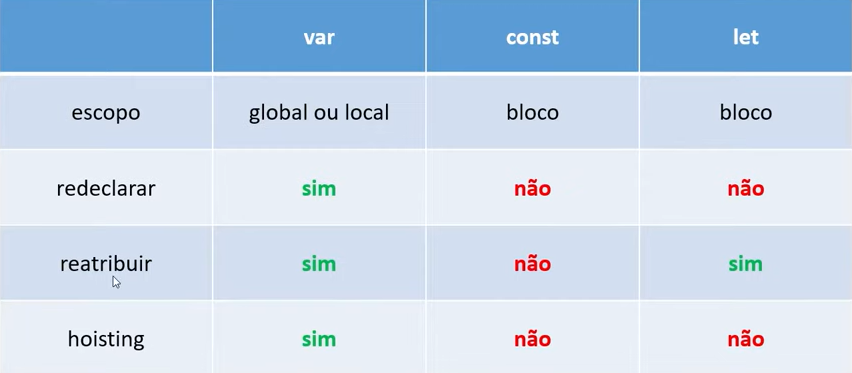 var const let
escopo global ou local bloco bloco
redeclarar sim não não
reatribuir sim não sim
hoisting sim não não